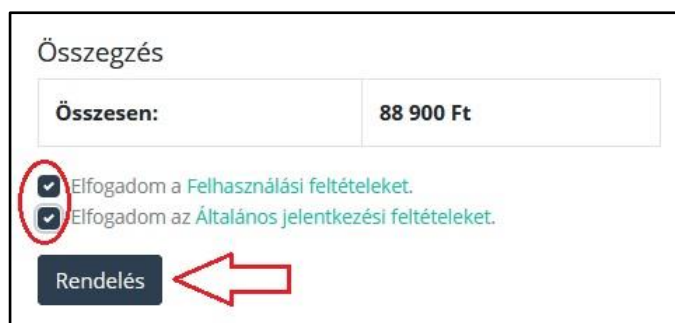 Összegzés
Összesen: 88 900 Ft
Elfogadom a Felhasználási feltételeket.
Elfogadom az Általános jelentkezési feltételeket.
Rendelés